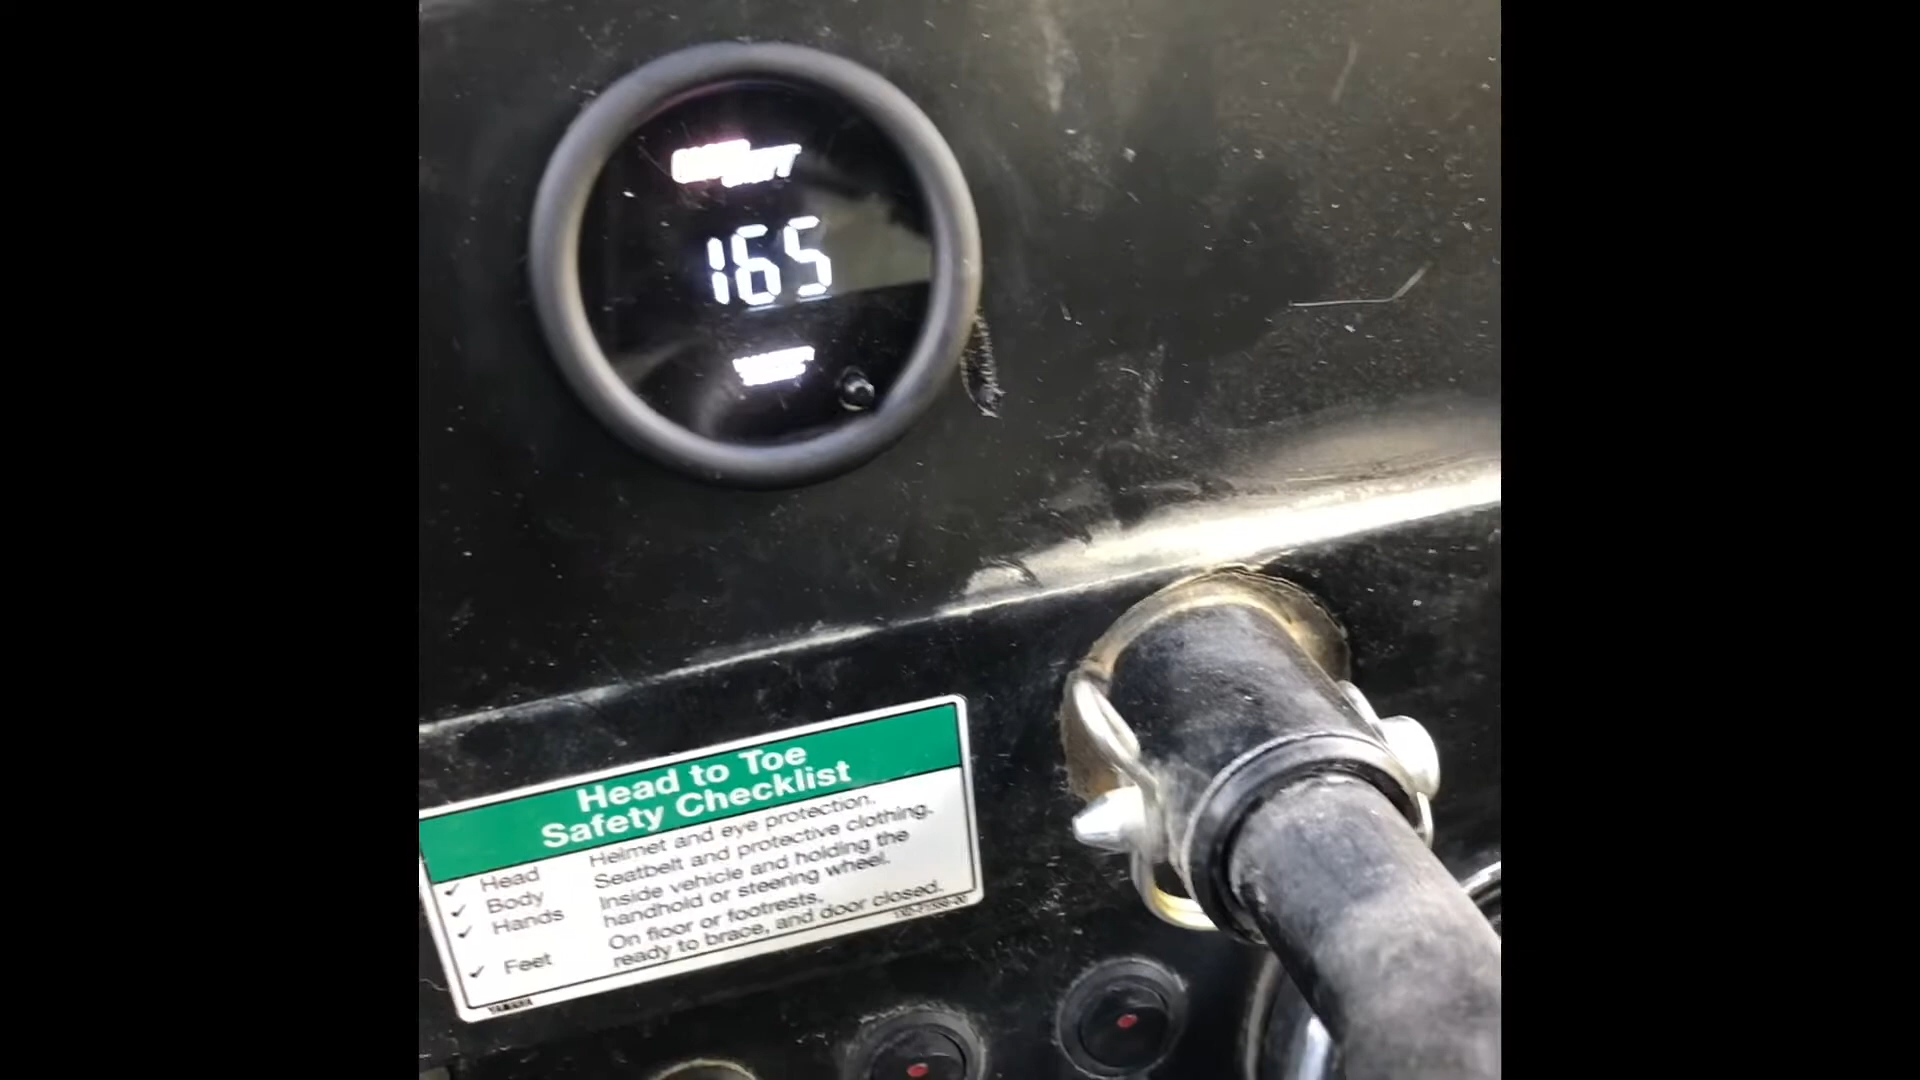 165
Head to Toe
Safety Checklist
✓ Head Helmet and eye protection.
✓ Body Seatbelt and protective clothing.
✓ Hands Inside vehicle and holding the
handhold or steering wheel.
✓ Feet On floor or footrests,
ready to brace, and door closed.
YAMAHA